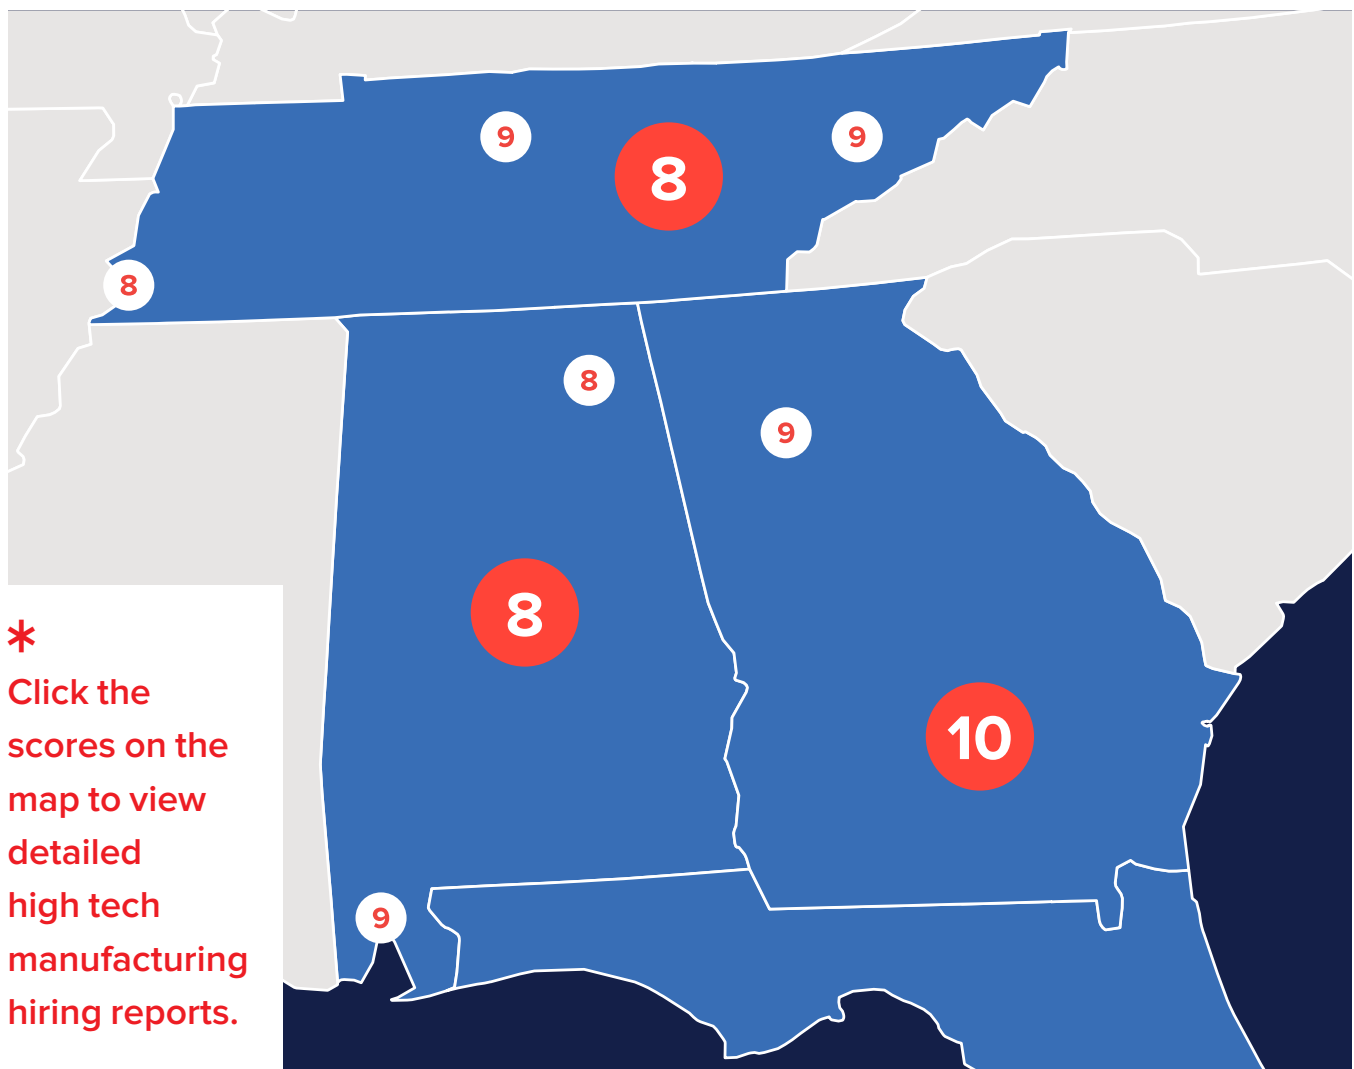 9
8
9
8
8
9
8
10
9
*
Click the
scores on the
map to view
detailed
high tech
manufacturing
hiring reports.